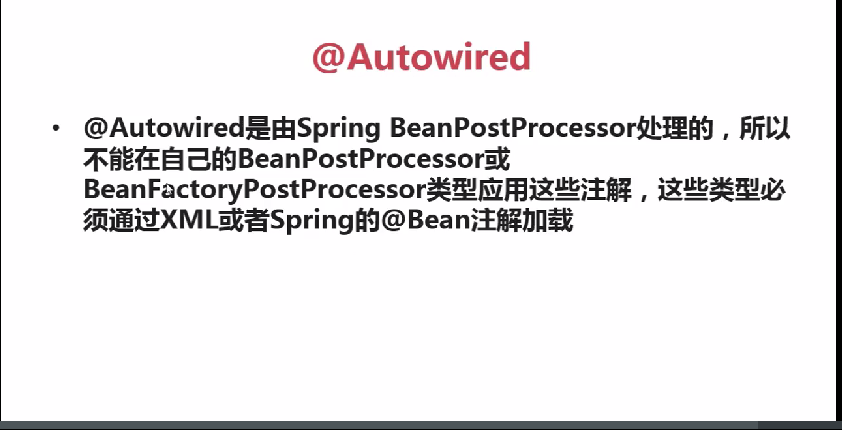 @Autowired
• @Autowired是由Spring BeanPostProcessor处理的，所以
不能在自己的BeanPostProcessor或
BeanFactoryPostProcessor类型应用这些注解，这些类型必
须通过XML或者Spring的@Bean注解加载